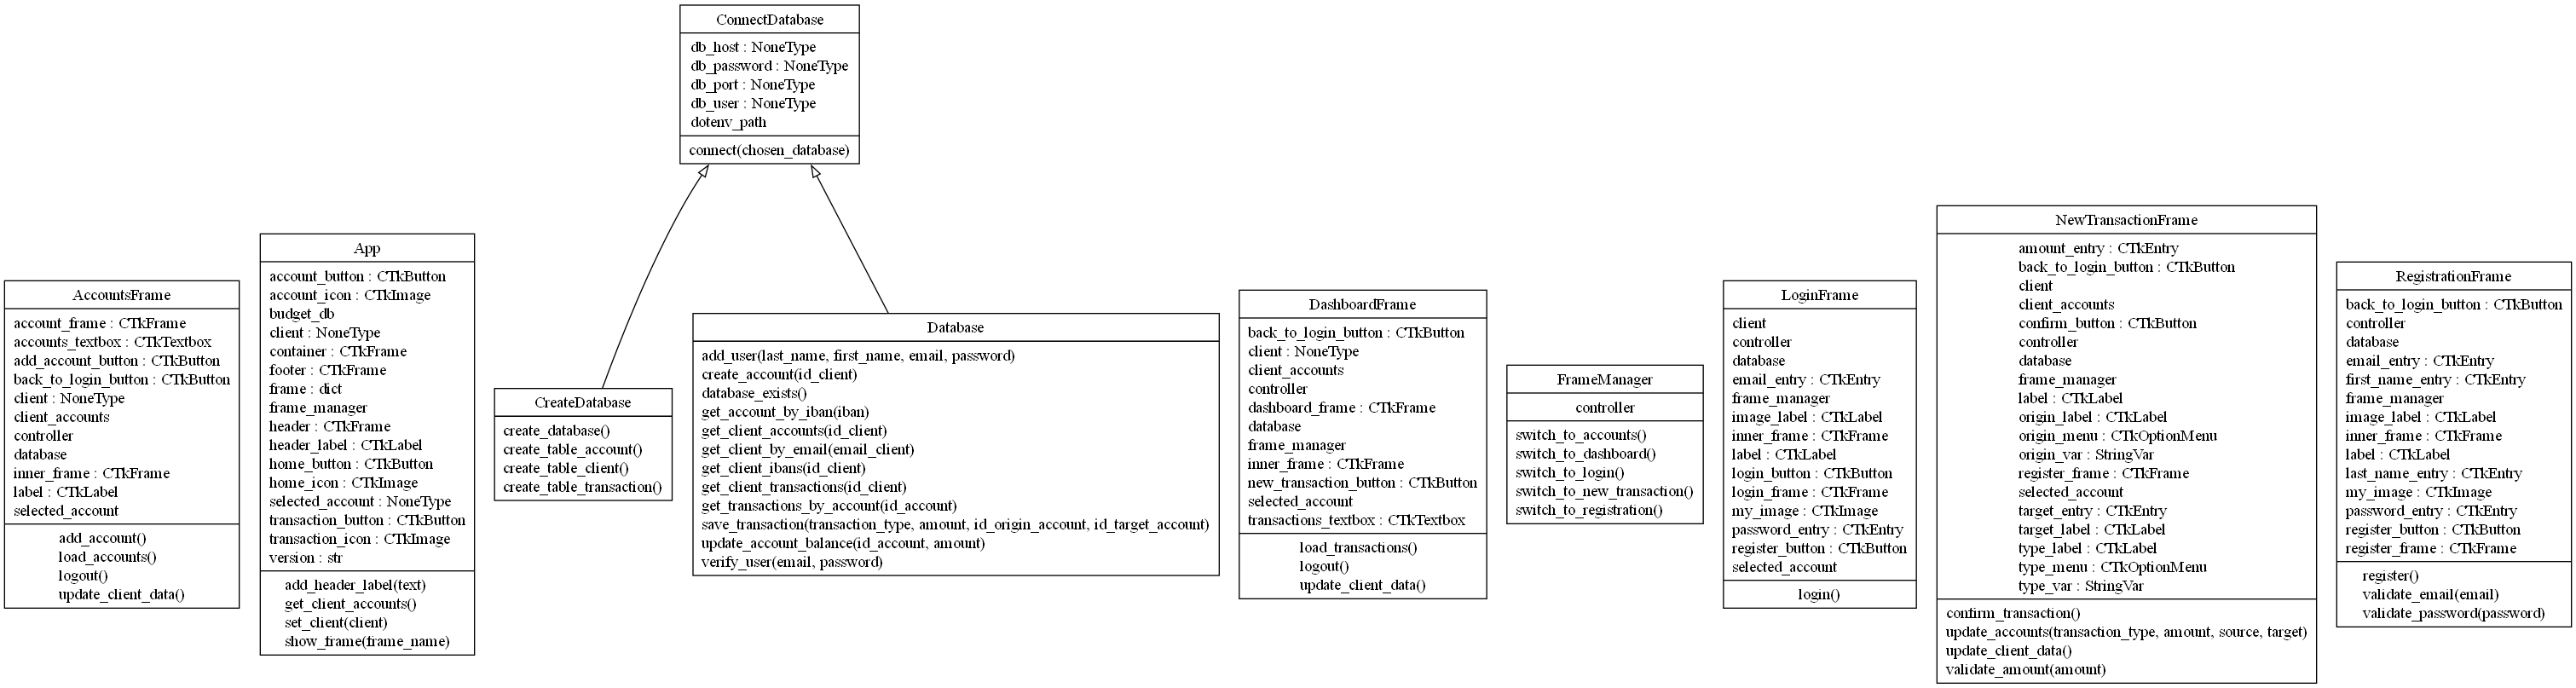 ConnectDatabase
db_host : NoneType
db_password : NoneType
db_port : NoneType
db_user : NoneType
dotenv_path
connect(chosen_database)
AccountsFrame
account_frame : CTkFrame
accounts_textbox : CTkTextbox
add_account_button : CTkButton
back_to_login_button : CTkButton
client : NoneType
client_accounts
controller
database
inner_frame : CTkFrame
label : CTkLabel
selected_account
add_account()
load_accounts()
logout()
update_client_data()
App
account_button : CTkButton
account_icon : CTkImage
budget_db
client : NoneType
container : CTkFrame
footer : CTkFrame
frame : dict
frame_manager
header : CTkFrame
header_label : CTkLabel
home_button : CTkButton
home_icon : CTkImage
selected_account : NoneType
transaction_button : CTkButton
transaction_icon : CTkImage
version : str
add_header_label(text)
get_client_accounts()
set_client(client)
show_frame(frame_name)
CreateDatabase
create_database()
create_table_account()
create_table_client()
create_table_transaction()
Database
add_user(last_name, first_name, email, password)
create_account(id_client)
database_exists()
get_account_by_iban(iban)
get_client_accounts(id_client)
get_client_by_email(email_client)
get_client_ibans(id_client)
get_client_transactions(id_client)
get_transactions_by_account(id_account)
save_transaction(transaction_type, amount, id_origin_account, id_target_account)
update_account_balance(id_account, amount)
verify_user(email, password)
DashboardFrame
back_to_login_button : CTkButton
client : NoneType
client_accounts
controller
dashboard_frame : CTkFrame
database
frame_manager
inner_frame : CTkFrame
new_transaction_button : CTkButton
selected_account
transactions_textbox : CTkTextbox
load_transactions()
logout()
update_client_data()
FrameManager
controller
switch_to_accounts()
switch_to_dashboard()
switch_to_login()
switch_to_new_transaction()
switch_to_registration()
LoginFrame
client
controller
database
email_entry : CTkEntry
frame_manager
image_label : CTkLabel
inner_frame : CTkFrame
label : CTkLabel
login_button : CTkButton
login_frame : CTkFrame
my_image : CTkImage
password_entry : CTkEntry
register_button : CTkButton
selected_account
login()
NewTransactionFrame
amount_entry : CTkEntry
back_to_login_button : CTkButton
client
client_accounts
confirm_button : CTkButton
controller
database
frame_manager
label : CTkLabel
origin_label : CTkLabel
origin_menu : CTkOptionMenu
origin_var : StringVar
register_frame : CTkFrame
selected_account
target_entry : CTkEntry
target_label : CTkLabel
type_label : CTkLabel
type_menu : CTkOptionMenu
type_var : StringVar
confirm_transaction()
update_accounts(transaction_type, amount, source, target)
update_client_data()
validate_amount(amount)
RegistrationFrame
back_to_login_button : CTkButton
controller
database
email_entry : CTkEntry
first_name_entry : CTkEntry
frame_manager
image_label : CTkLabel
inner_frame : CTkFrame
label : CTkLabel
last_name_entry : CTkEntry
my_image : CTkImage
password_entry : CTkEntry
register_button : CTkButton
register_frame : CTkFrame
register()
validate_email(email)
validate_password(password)